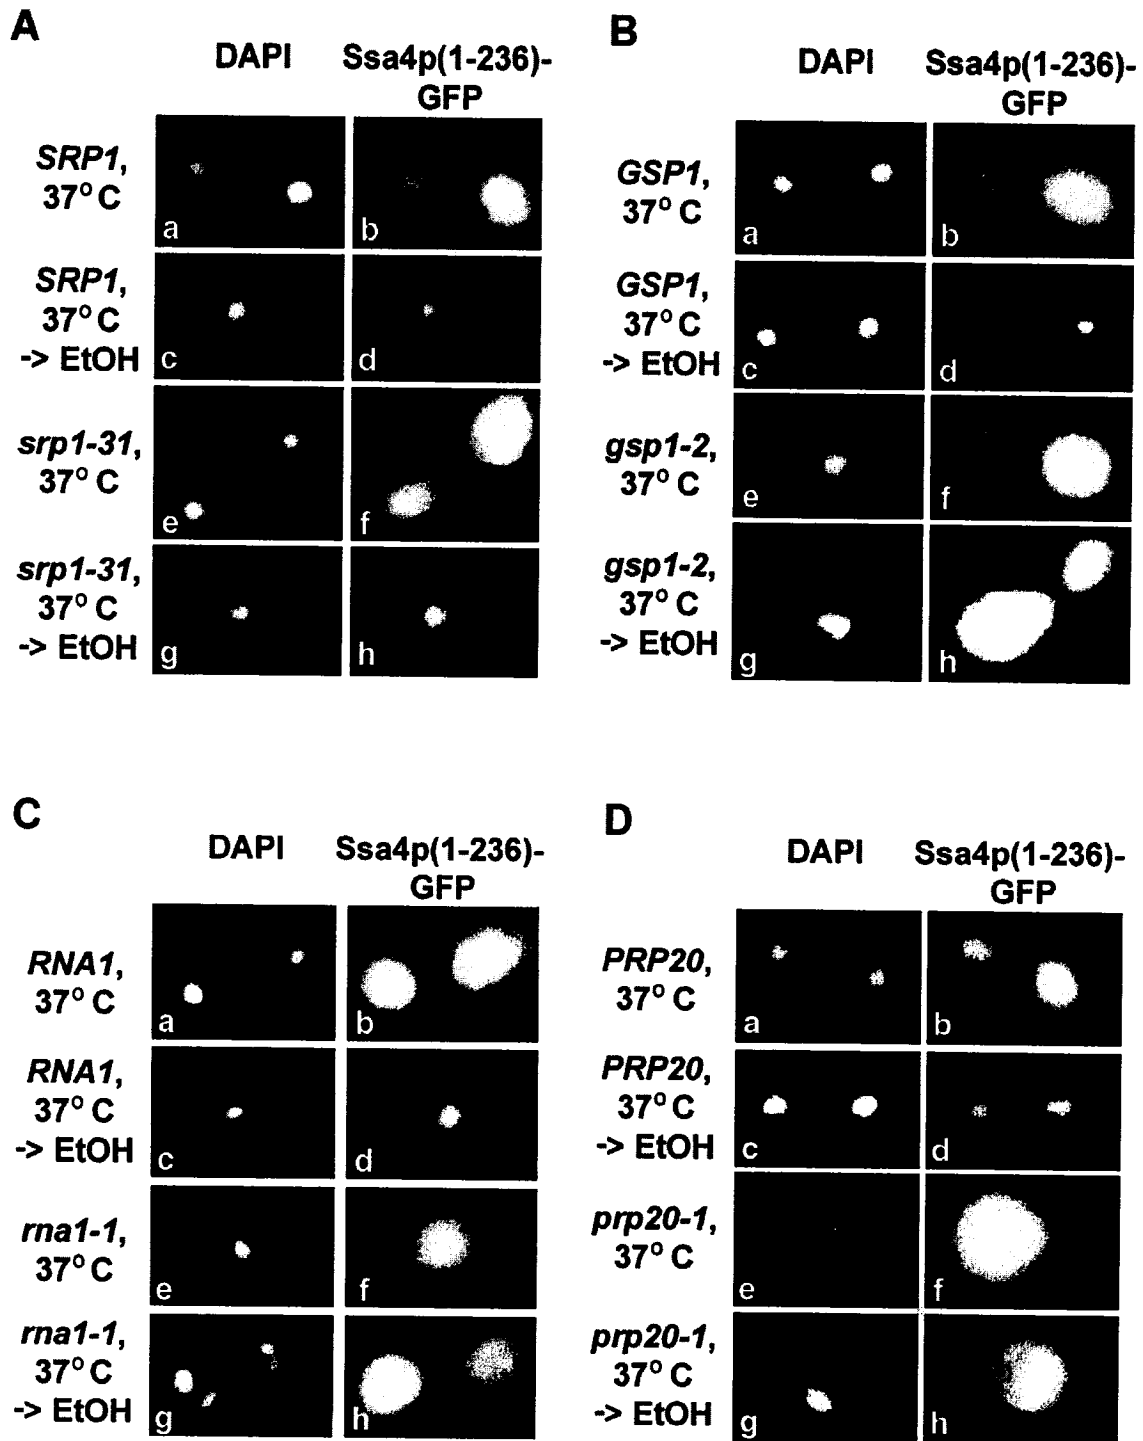 A
DAPI Ssa4p(1-236)-
GFP
SRP1,
37° C
a b
SRP1,
37° C
-> EtOH
c d
srp1-31,
37° C
e f
srp1-31,
37° C
-> EtOH
g h
B
DAPI Ssa4p(1-236)-
GFP
GSP1,
37° C
a b
GSP1,
37° C
-> EtOH
c d
gsp1-2,
37° C
e f
gsp1-2,
37° C
-> EtOH
g h
C
DAPI Ssa4p(1-236)-
GFP
RNA1,
37° C
a b
RNA1,
37° C
-> EtOH
c d
rna1-1,
37° C
e f
rna1-1,
37° C
-> EtOH
g h
D
DAPI Ssa4p(1-236)-
GFP
PRP20,
37° C
a b
PRP20,
37° C
-> EtOH
c d
prp20-1,
37° C
e f
prp20-1,
37° C
-> EtOH
g h